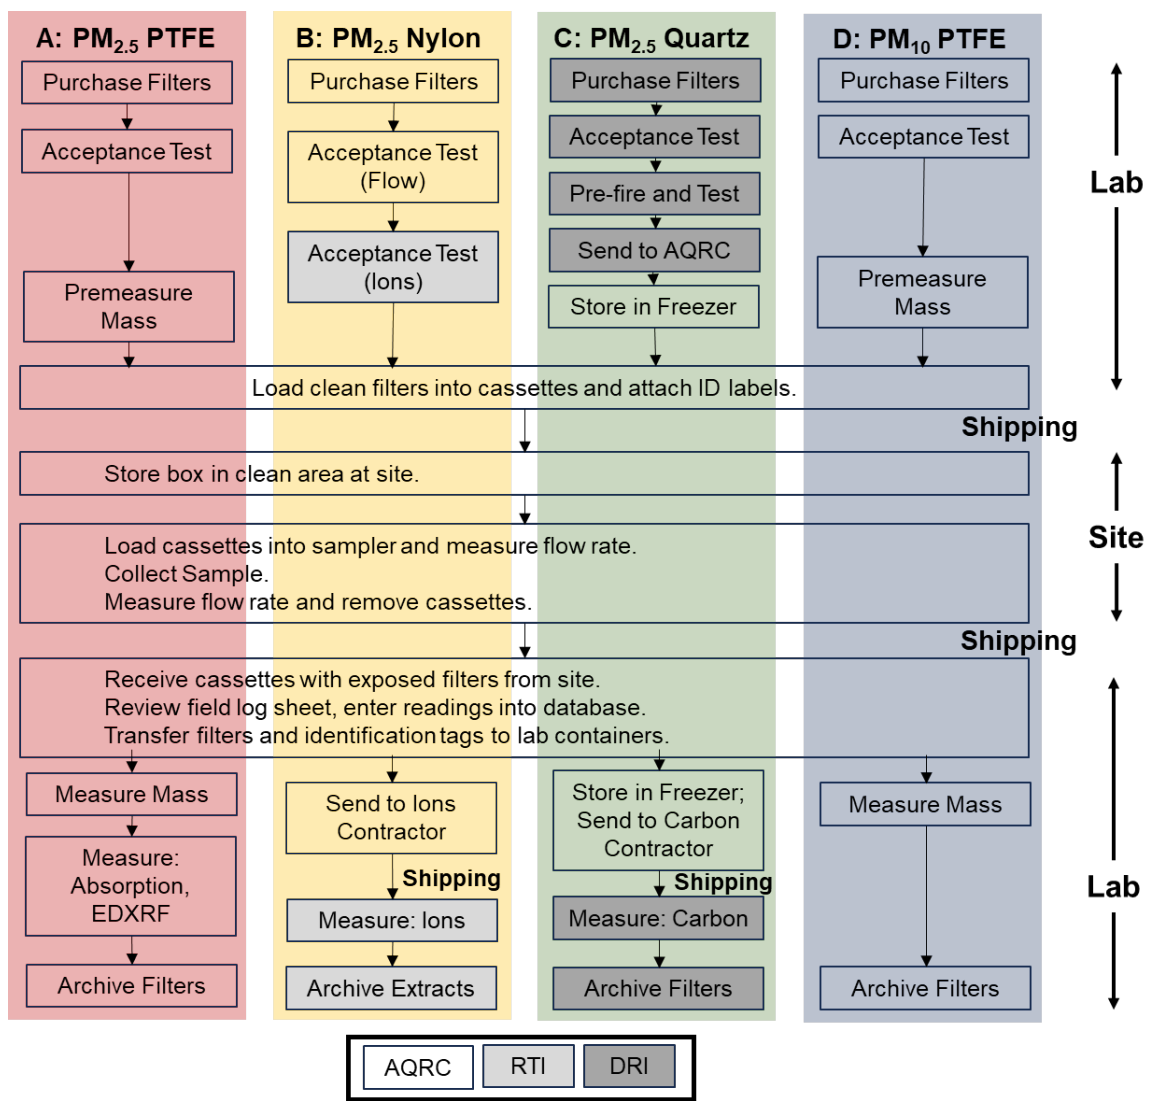 A: PM2.5 PTFE
Purchase Filters
Acceptance Test
Premeasure
Mass
B: PM2.5 Nylon
Purchase Filters
Acceptance Test
(Flow)
Acceptance Test
(Ions)
C: PM2.5 Quartz
Purchase Filters
Acceptance Test
Pre-fire and Test
Send to AQRC
Store in Freezer
D: PM10 PTFE
Purchase Filters
Acceptance Test
Premeasure
Mass
Lab
Load clean filters into cassettes and attach ID labels.
Shipping
Store box in clean area at site.
Load cassettes into sampler and measure flow rate.
Collect Sample.
Measure flow rate and remove cassettes.
Site
Shipping
Receive cassettes with exposed filters from site.
Review field log sheet, enter readings into database.
Transfer filters and identification tags to lab containers.
Measure Mass
Measure:
Absorption,
EDXRF
Archive Filters
Send to Ions
Contractor
Shipping
Measure: Ions
Archive Extracts
Store in Freezer;
Send to Carbon
Contractor
Shipping
Measure: Carbon
Archive Filters
Measure Mass
Archive Filters
Lab
AQRC
RTI
DRI